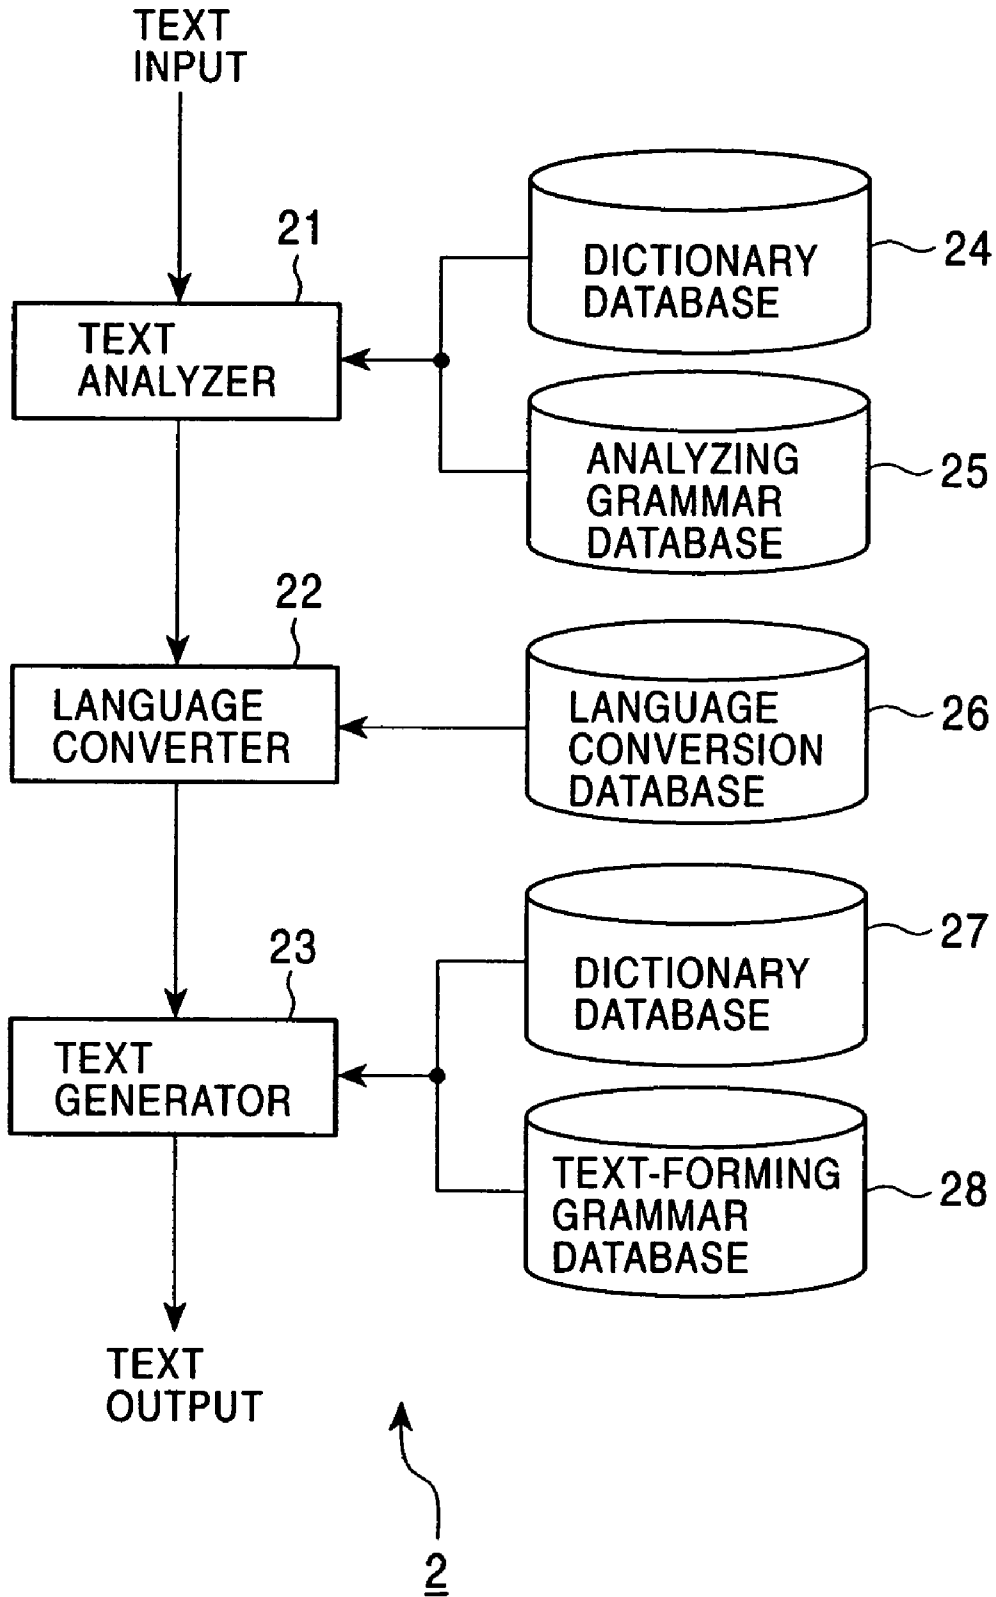 TEXT
INPUT
21
TEXT
ANALYZER
DICTIONARY
DATABASE
24
ANALYZING
GRAMMAR
DATABASE
25
22
LANGUAGE
CONVERTER
LANGUAGE
CONVERSION
DATABASE
26
23
TEXT
GENERATOR
DICTIONARY
DATABASE
27
TEXT-FORMING
GRAMMAR
DATABASE
28
TEXT
OUTPUT
2